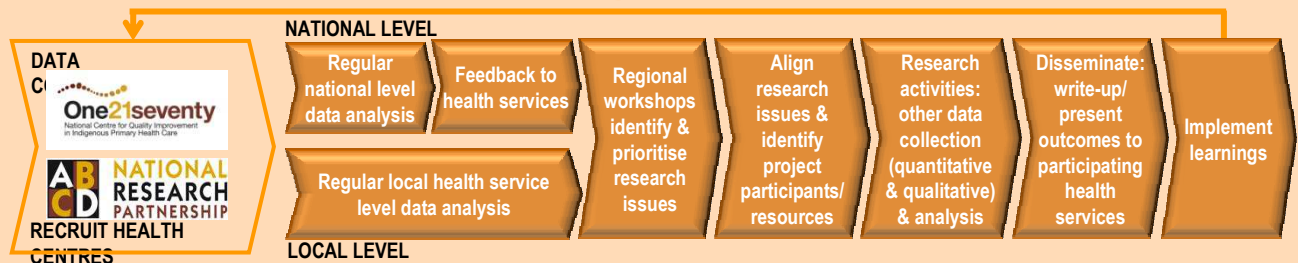 NATIONAL LEVEL
DATA
One21seventy
National Centre for Quality Improvement
in Indigenous Primary Health Care
ABCD
NATIONAL
RESEARCH
PARTNERSHIP
RECRUIT HEALTH
CENTRES
Regular
national level
data analysis
Feedback to
health services
Regular local health service
level data analysis
LOCAL LEVEL
Regional
workshops
identify &
prioritise
research
issues
Align
research
issues &
identify
project
participants/
resources
Research
activities:
other data
collection
(quantitative
& qualitative)
& analysis
Disseminate:
write-up/
present
outcomes to
participating
health
services
Implement
learnings